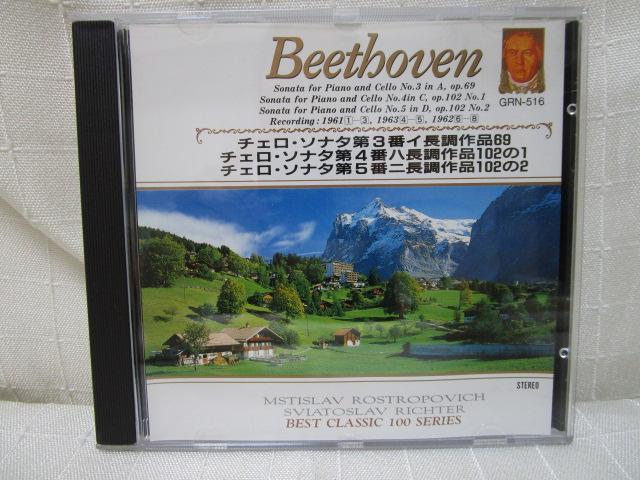 Beethoven
Sonata for Piano and Cello No.3 in A, op.69
Sonata for Piano and Cello No.4in C, op.102 No.1
Sonata for Piano and Cello No.5 in D, op.102 No.2
Recording: 1961①-③, 1963④-⑤, 1962⑥-⑧
GRN-516
チェロ・ソナタ第3番イ長調作品69
チェロ・ソナタ第4番ハ長調作品102の1
チェロ・ソナタ第5番ニ長調作品102の2
STEREO
MSTISLAV ROSTROPOVICH
SVIATOSLAV RICHTER
BEST CLASSIC 100 SERIES